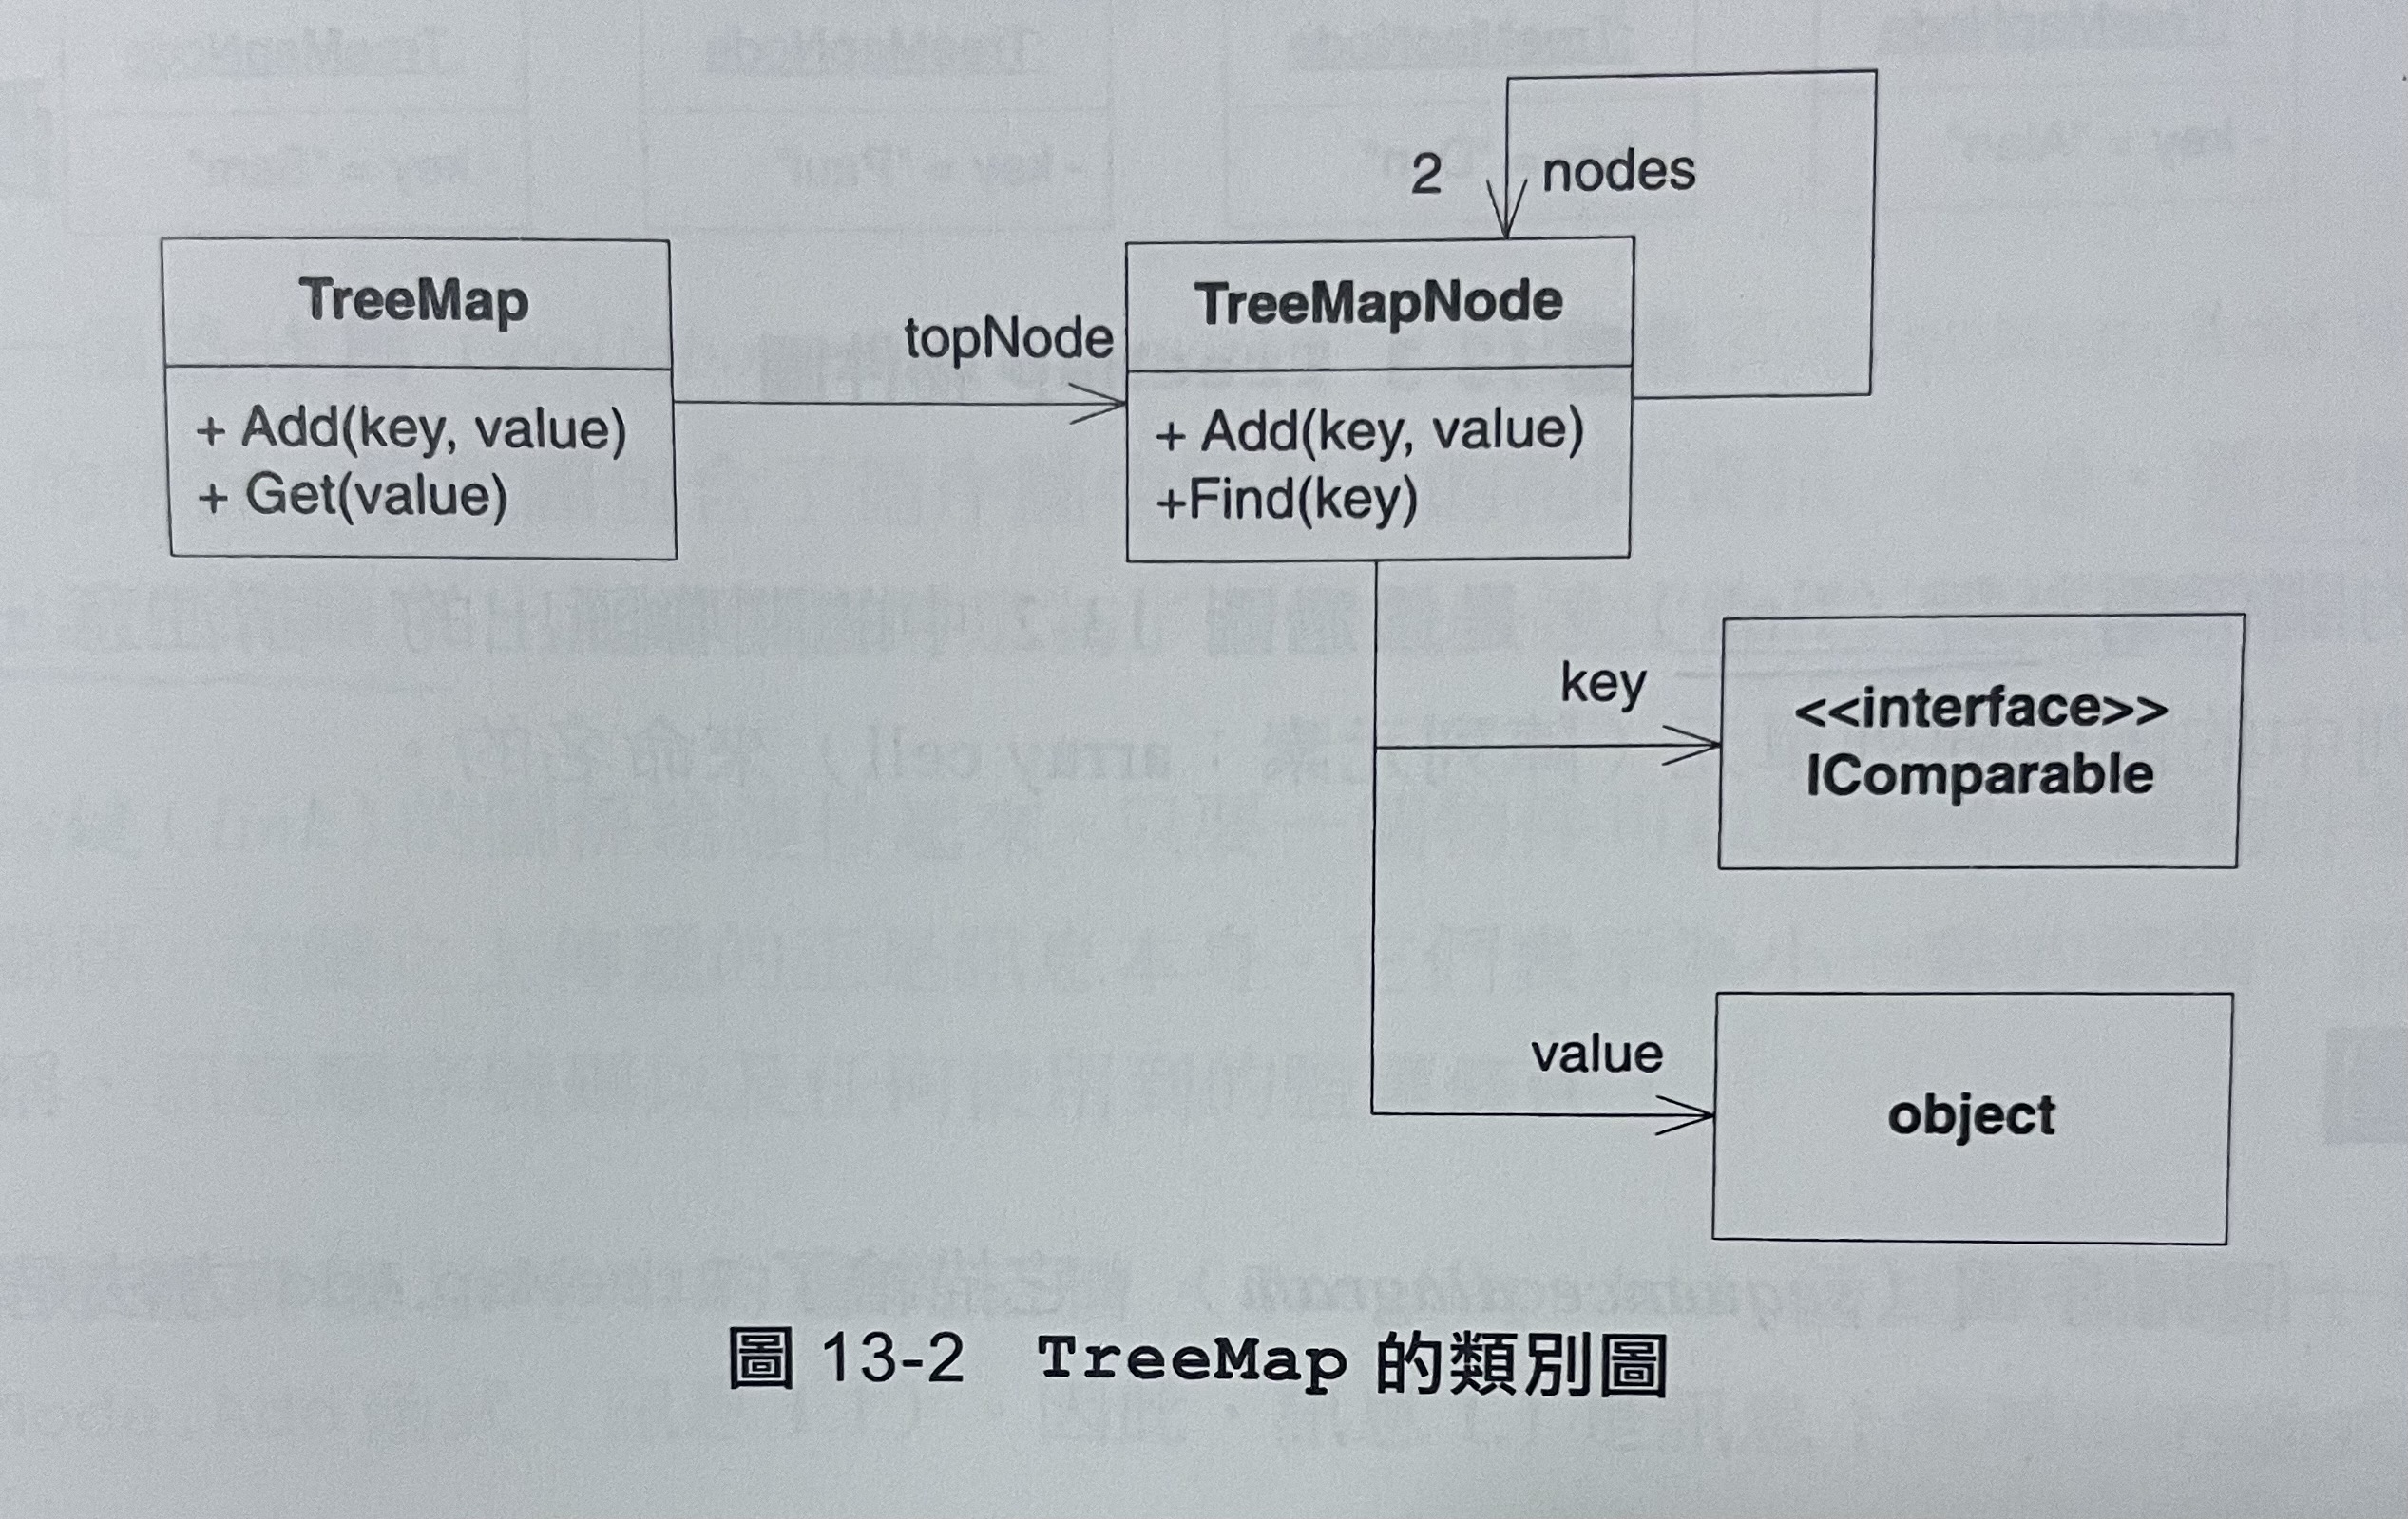 2 nodes
TreeMap
+ Add(key, value)
+ Get(value)
topNode
TreeMapNode
+ Add(key, value)
+Find(key)
key
<<interface>>
IComparable
value
object
圖 13-2 TreeMap 的類別圖